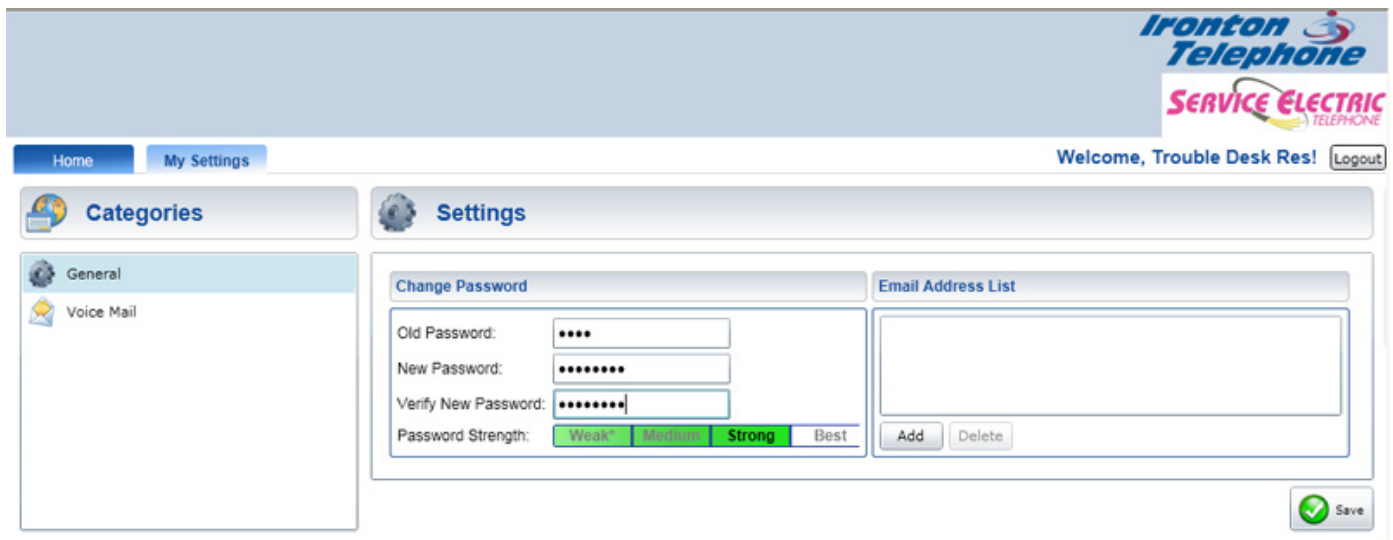 Ironton
Telephone
SERVICE ELECTRIC
TELEPHONE
Home My Settings Welcome, Trouble Desk Res! Logout
Categories Settings
General
Voice Mail
Change Password Email Address List
Old Password: ••••
New Password: ••••••••
Verify New Password: ••••••••
Password Strength: Weak* Medium Strong Best
Add Delete
Save